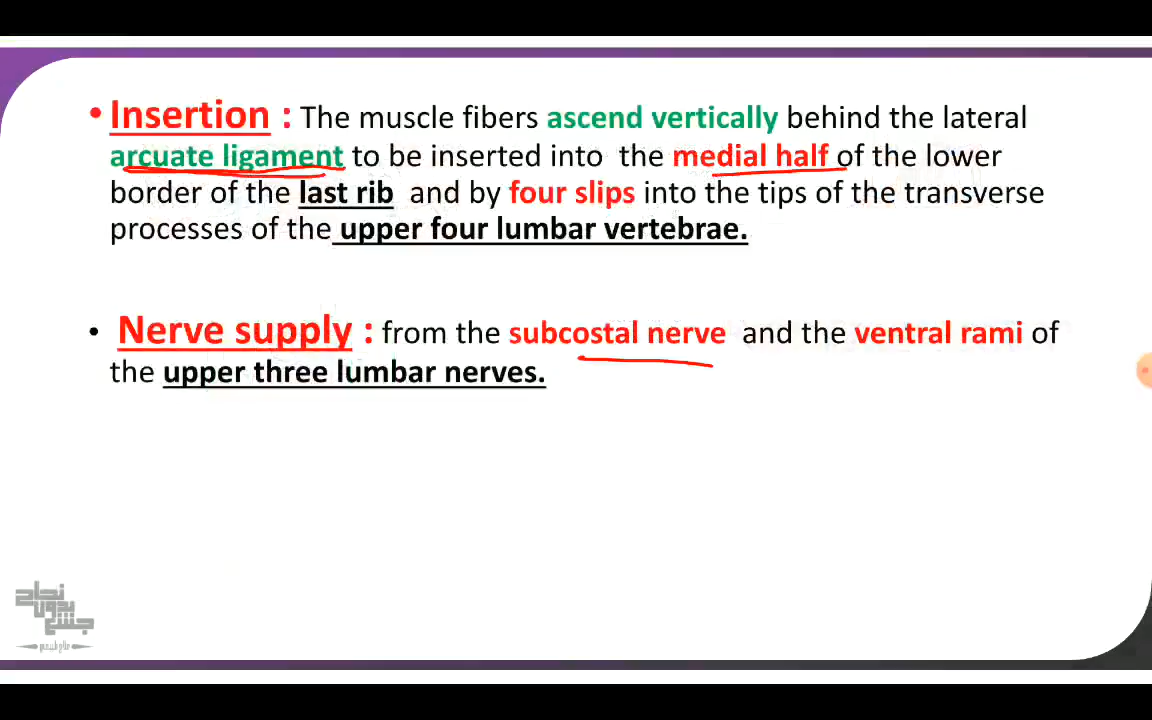 • Insertion : The muscle fibers ascend vertically behind the lateral
arcuate ligament to be inserted into the medial half of the lower
border of the last rib and by four slips into the tips of the transverse
processes of the upper four lumbar vertebrae.
• Nerve supply : from the subcostal nerve and the ventral rami of
the upper three lumbar nerves.
نجاح
بدون
جشع